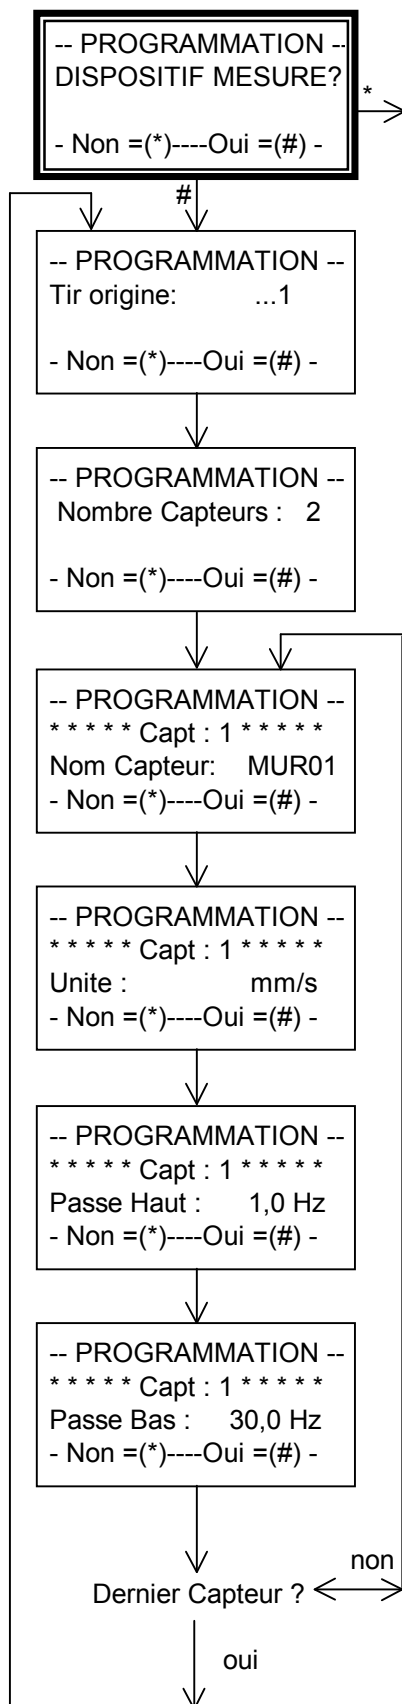 -- PROGRAMMATION --
DISPOSITIF MESURE?
*
- Non =(*)----Oui =(#) -
#
-- PROGRAMMATION --
Tir origine: ...1
- Non =(*)----Oui =(#) -
-- PROGRAMMATION --
Nombre Capteurs : 2
- Non =(*)----Oui =(#) -
-- PROGRAMMATION --
* * * * * Capt : 1 * * * * *
Nom Capteur: MUR01
- Non =(*)----Oui =(#) -
-- PROGRAMMATION --
* * * * * Capt : 1 * * * * *
Unite : mm/s
- Non =(*)----Oui =(#) -
-- PROGRAMMATION --
* * * * * Capt : 1 * * * * *
Passe Haut : 1,0 Hz
- Non =(*)----Oui =(#) -
-- PROGRAMMATION --
* * * * * Capt : 1 * * * * *
Passe Bas : 30,0 Hz
- Non =(*)----Oui =(#) -
non
Dernier Capteur ?
oui